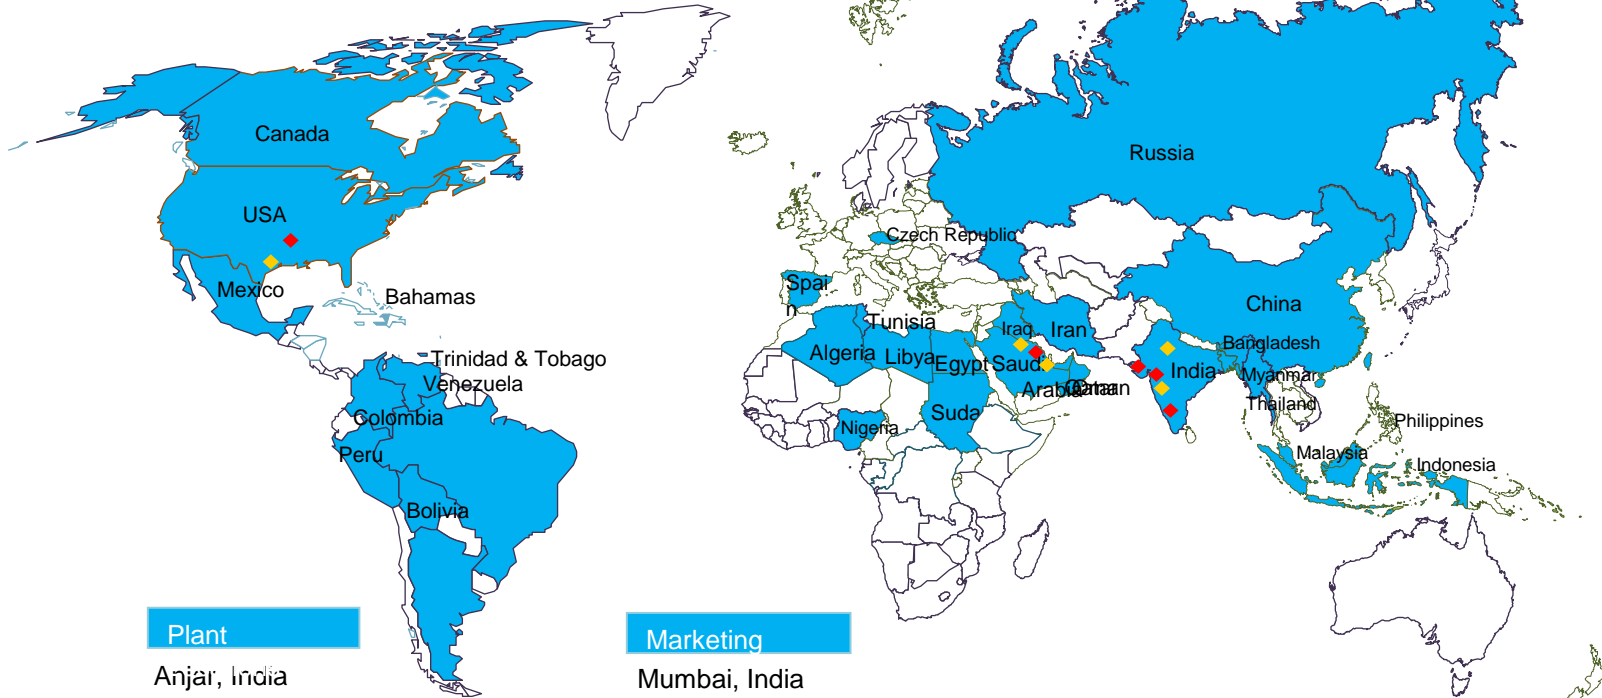 Canada
Russia
USA
Czech Republic
Spai
n
Mexico
Bahamas
China
Tunisia
Iraq
Iran
Bangladesh
Algeria
Libya
Egypt
Saudi
Arabia
Oman
India
Myanmar
Trinidad & Tobago
Venezuela
Thailand
Colombia
Suda
Nigeria
Philippines
Peru
Malaysia
Indonesia
Bolivia
Plant
Anjar, India
Marketing
Mumbai, India